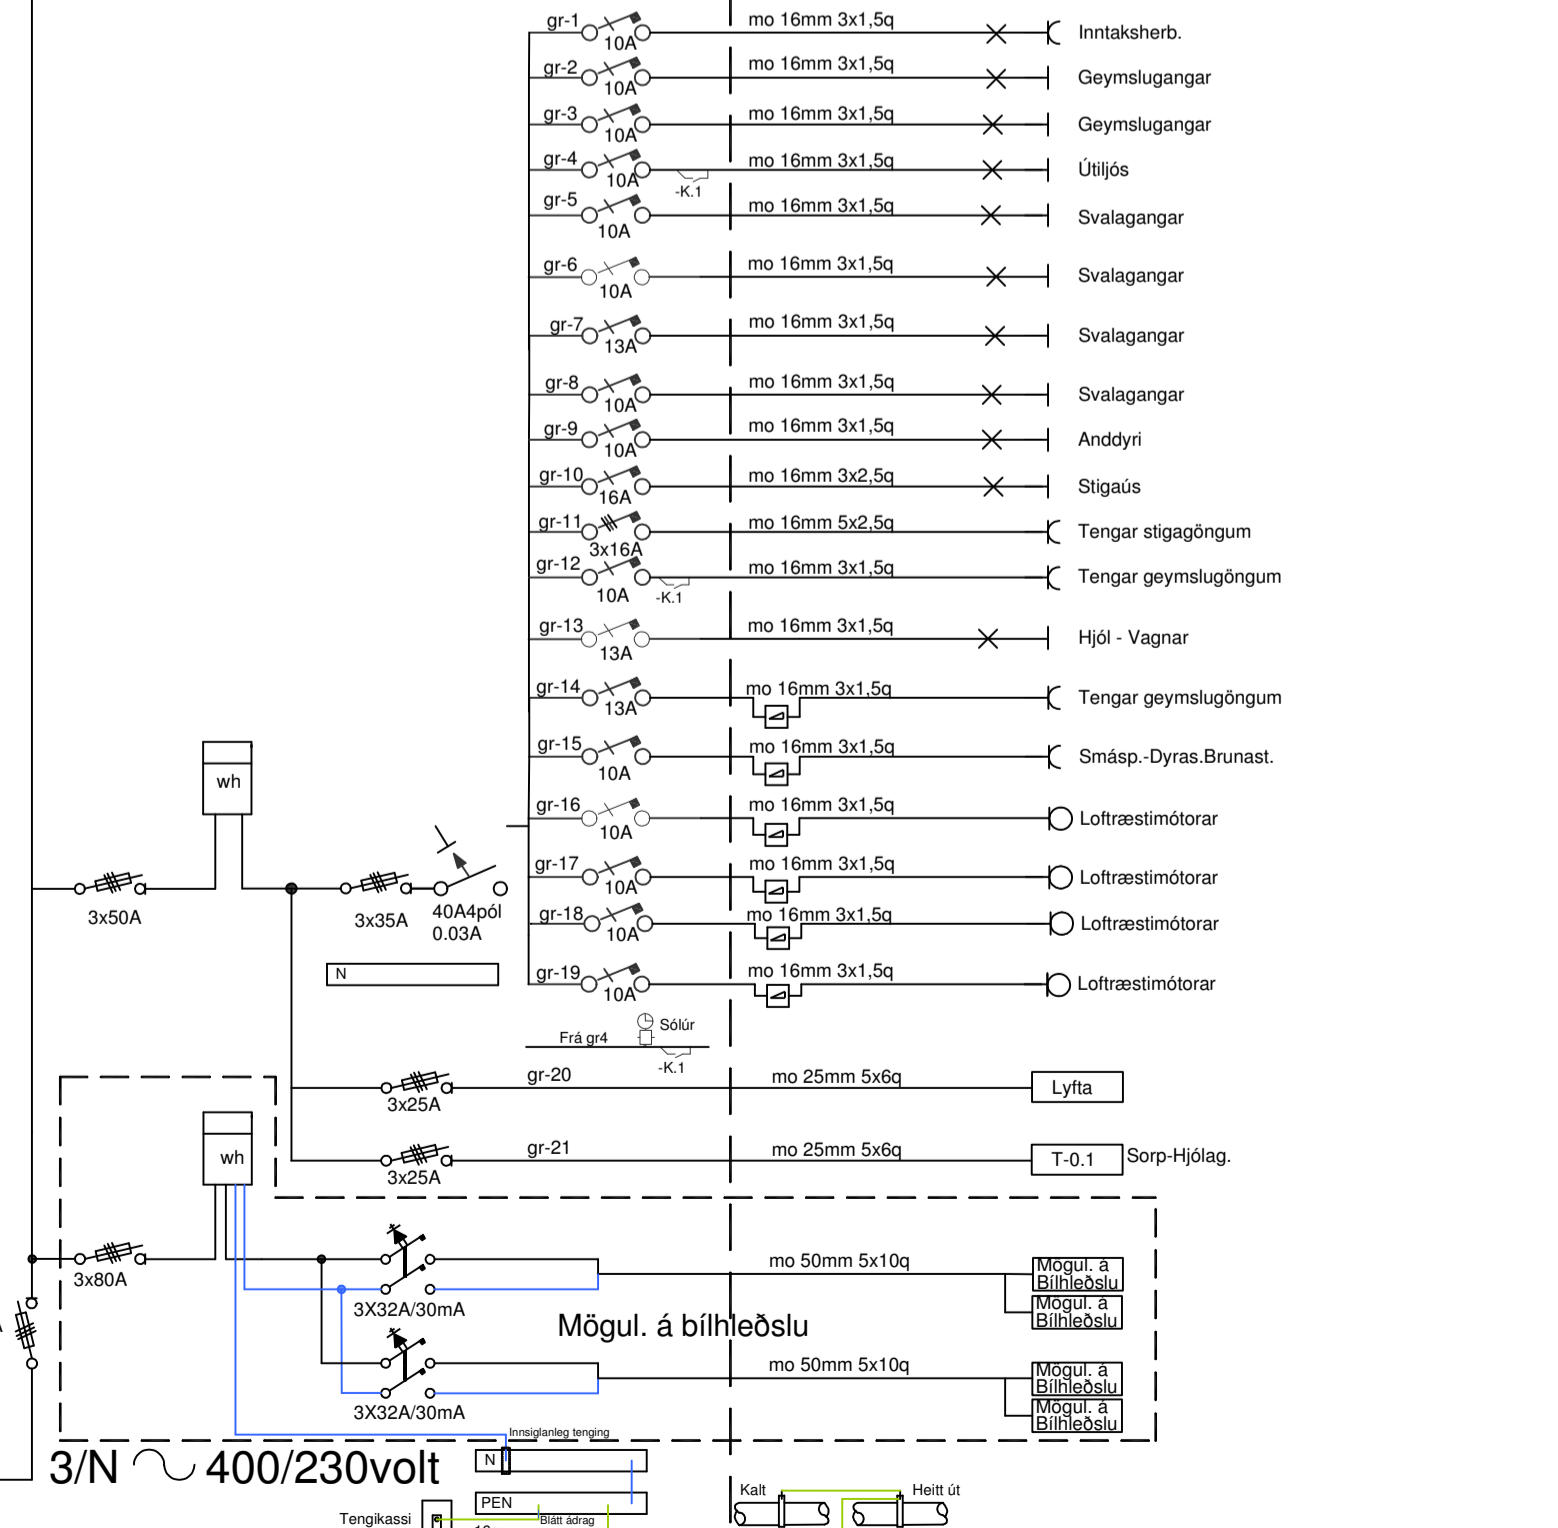 gr-1 10A mo 16mm 3x1,5q Inntaksherb.
gr-2 10A mo 16mm 3x1,5q Geymslugangar
gr-3 10A mo 16mm 3x1,5q Geymslugangar
gr-4 10A -K.1 mo 16mm 3x1,5q Útiljós
gr-5 10A mo 16mm 3x1,5q Svalagangar
gr-6 10A mo 16mm 3x1,5q Svalagangar
gr-7 13A mo 16mm 3x1,5q Svalagangar
gr-8 10A mo 16mm 3x1,5q Svalagangar
gr-9 10A mo 16mm 3x1,5q Anddyri
gr-10 16A mo 16mm 3x2,5q Stigaús
gr-11 3x16A mo 16mm 5x2,5q Tengar stigagöngum
gr-12 10A -K.1 mo 16mm 3x1,5q Tengar geymslugöngum
gr-13 13A mo 16mm 3x1,5q Hjól - Vagnar
gr-14 13A mo 16mm 3x1,5q Tengar geymslugöngum
gr-15 10A mo 16mm 3x1,5q Smásp.-Dyras.Brunast.
gr-16 10A mo 16mm 3x1,5q Loftræstimótorar
gr-17 10A mo 16mm 3x1,5q Loftræstimótorar
gr-18 10A mo 16mm 3x1,5q Loftræstimótorar
gr-19 10A mo 16mm 3x1,5q Loftræstimótorar
wh
3x50A
3x35A
40A4pól
0.03A
N
Frá gr4 Sólúr
-K.1
gr-20 3x25A mo 25mm 5x6q Lyfta
gr-21 3x25A mo 25mm 5x6q T-0.1 Sorp-Hjólag.
wh
3x80A
3X32A/30mA
mo 50mm 5x10q
Mögul. á
Bílhleðslu
Mögul. á
Bílhleðslu
Mögul. á bílhleðslu
3X32A/30mA
mo 50mm 5x10q
Mögul. á
Bílhleðslu
Mögul. á
Bílhleðslu
Innsiglanleg tenging
3/N 400/230volt
N
PEN
Blátt ádrag
Tengikassi
Kalt
Heitt út